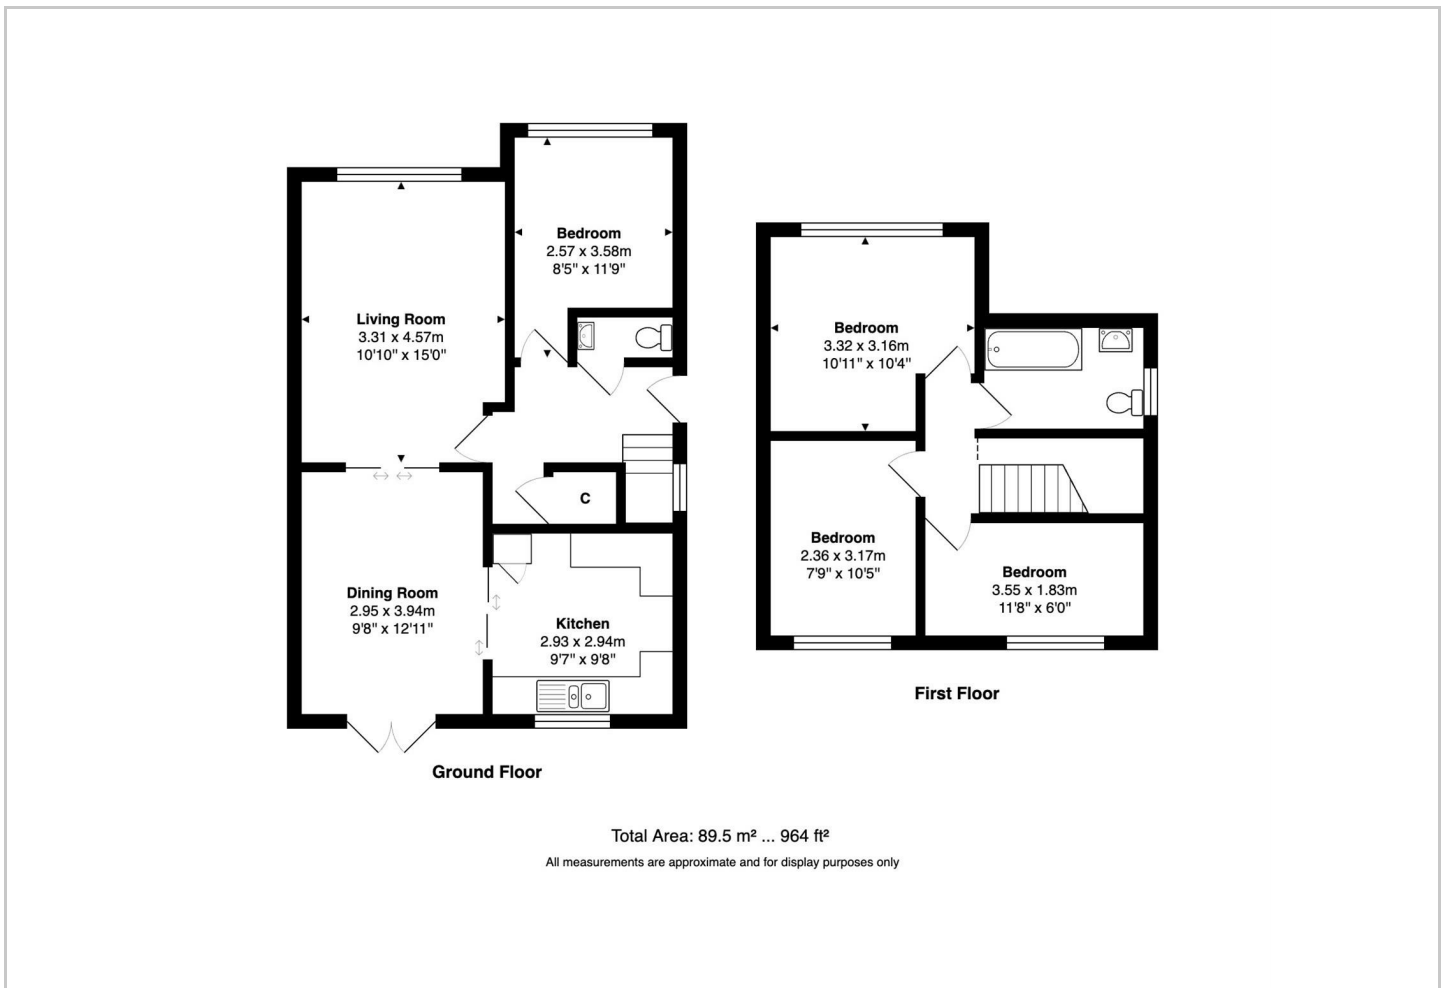 Bedroom
2.57 x 3.58m
8'5" x 11'9"
Living Room
3.31 x 4.57m
10'10" x 15'0"
C
Dining Room
2.95 x 3.94m
9'8" x 12'11"
Kitchen
2.93 x 2.94m
9'7" x 9'8"
Ground Floor
Bedroom
3.32 x 3.16m
10'11" x 10'4"
Bedroom
2.36 x 3.17m
7'9" x 10'5"
Bedroom
3.55 x 1.83m
11'8" x 6'0"
First Floor
Total Area: 89.5 m² ... 964 ft²
All measurements are approximate and for display purposes only